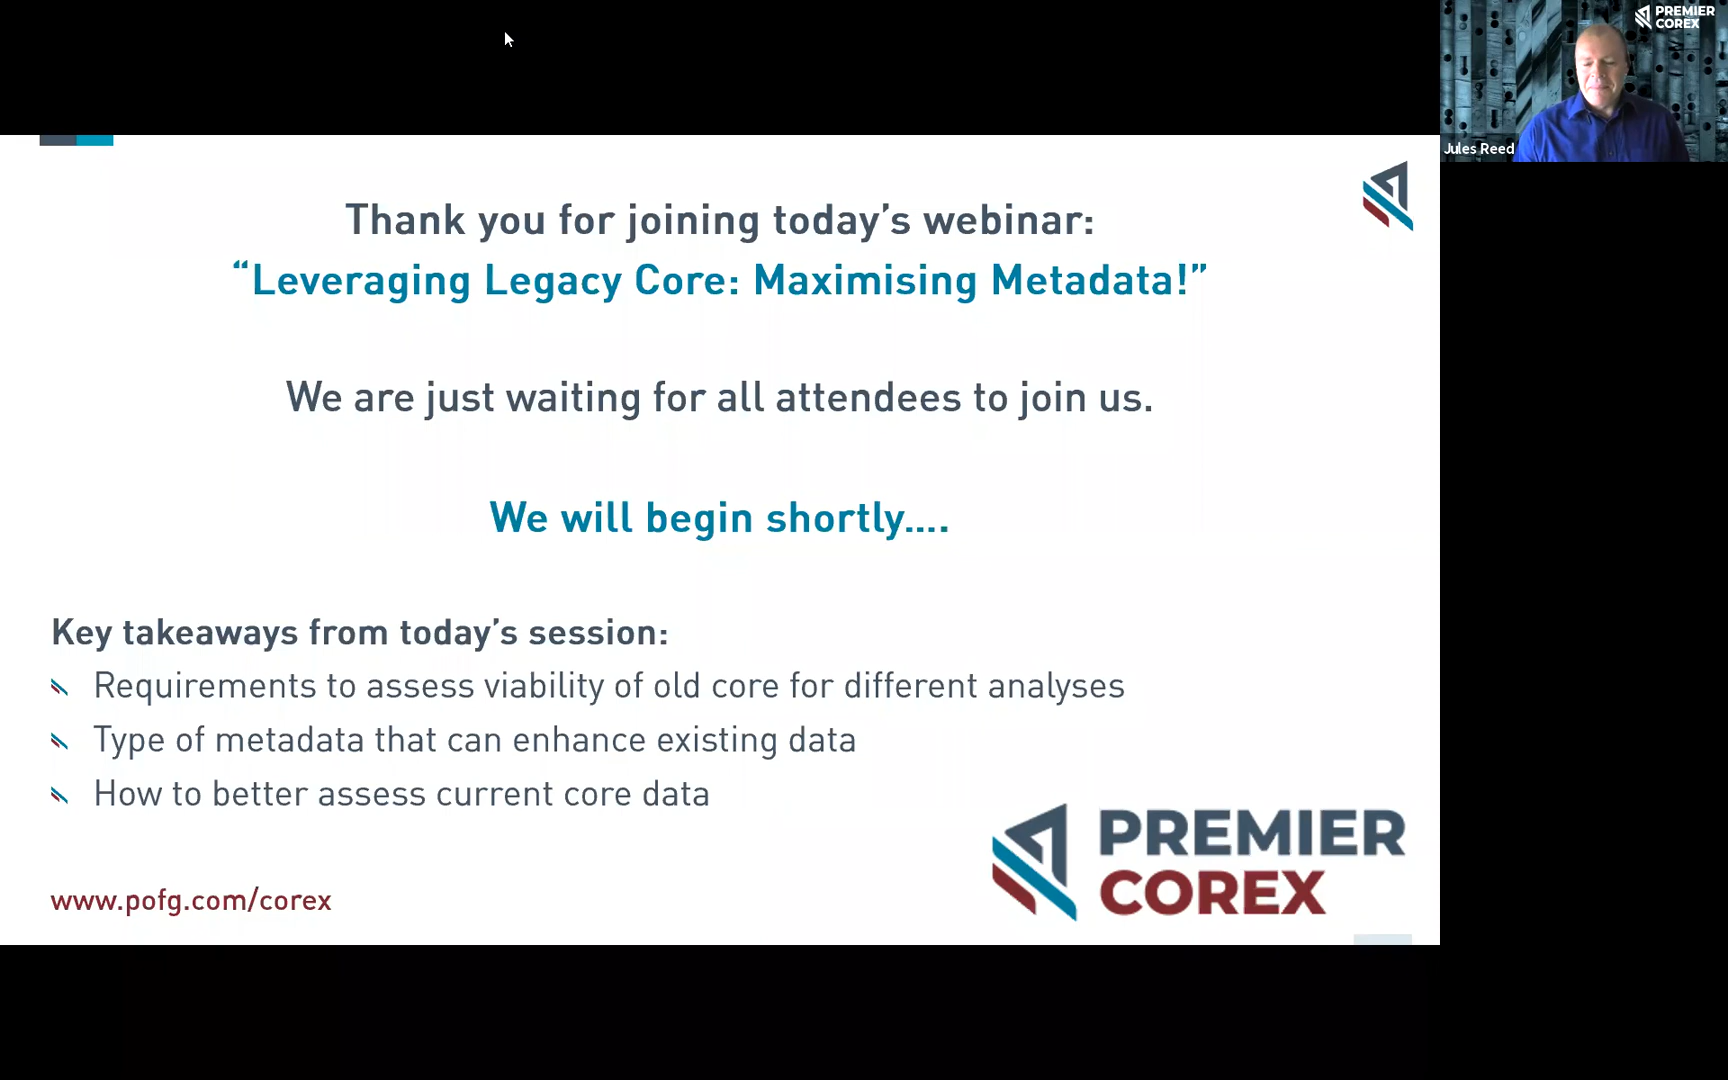 PREMIER
COREX
Jules Reed
Thank you for joining today’s webinar:
“Leveraging Legacy Core: Maximising Metadata!”
We are just waiting for all attendees to join us.
We will begin shortly....
Key takeaways from today’s session:
Requirements to assess viability of old core for different analyses
Type of metadata that can enhance existing data
How to better assess current core data
www.pofg.com/corex
PREMIER
COREX